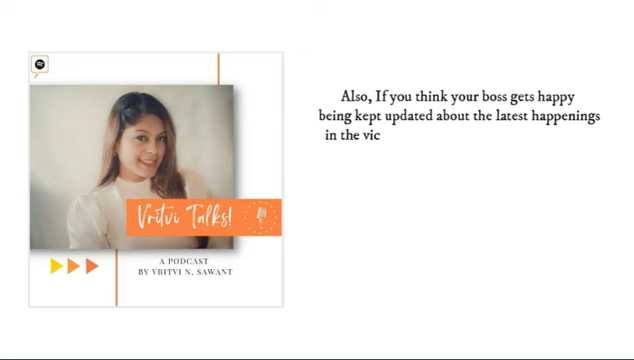 Also, If you think your boss gets happy
being kept updated about the latest happenings
in the vic
Vritvi Talks!
A PODCAST
BY VRITVI N. SAWANT